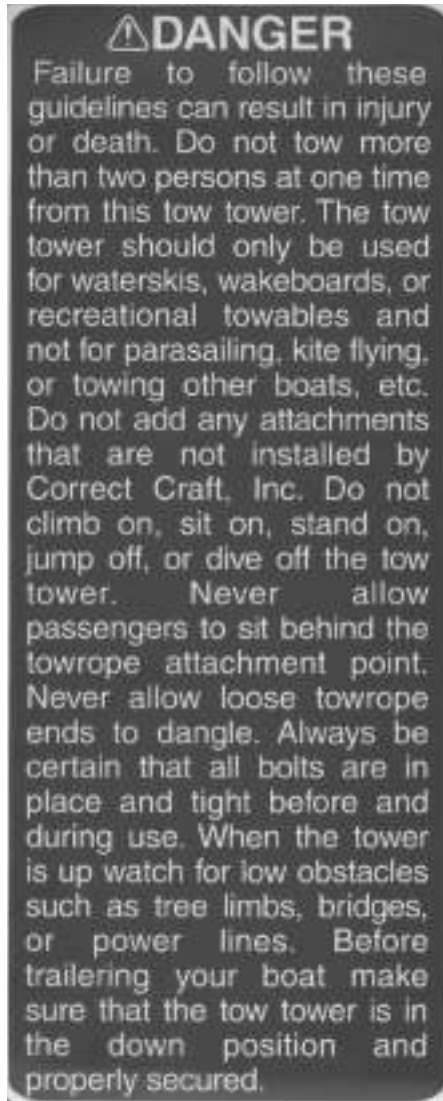 ⚠DANGER
Failure to follow these
guidelines can result in injury
or death. Do not tow more
than two persons at one time
from this tow tower. The tow
tower should only be used
for waterskis, wakeboards, or
recreational towables and
not for parasailing, kite flying,
or towing other boats, etc.
Do not add any attachments
that are not installed by
Correct Craft, Inc. Do not
climb on, sit on, stand on,
jump off, or dive off the tow
tower. Never allow
passengers to sit behind the
towrope attachment point.
Never allow loose towrope
ends to dangle. Always be
certain that all bolts are in
place and tight before and
during use. When the tower
is up watch for low obstacles
such as tree limbs, bridges,
or power lines. Before
trailering your boat make
sure that the tow tower is in
the down position and
properly secured.